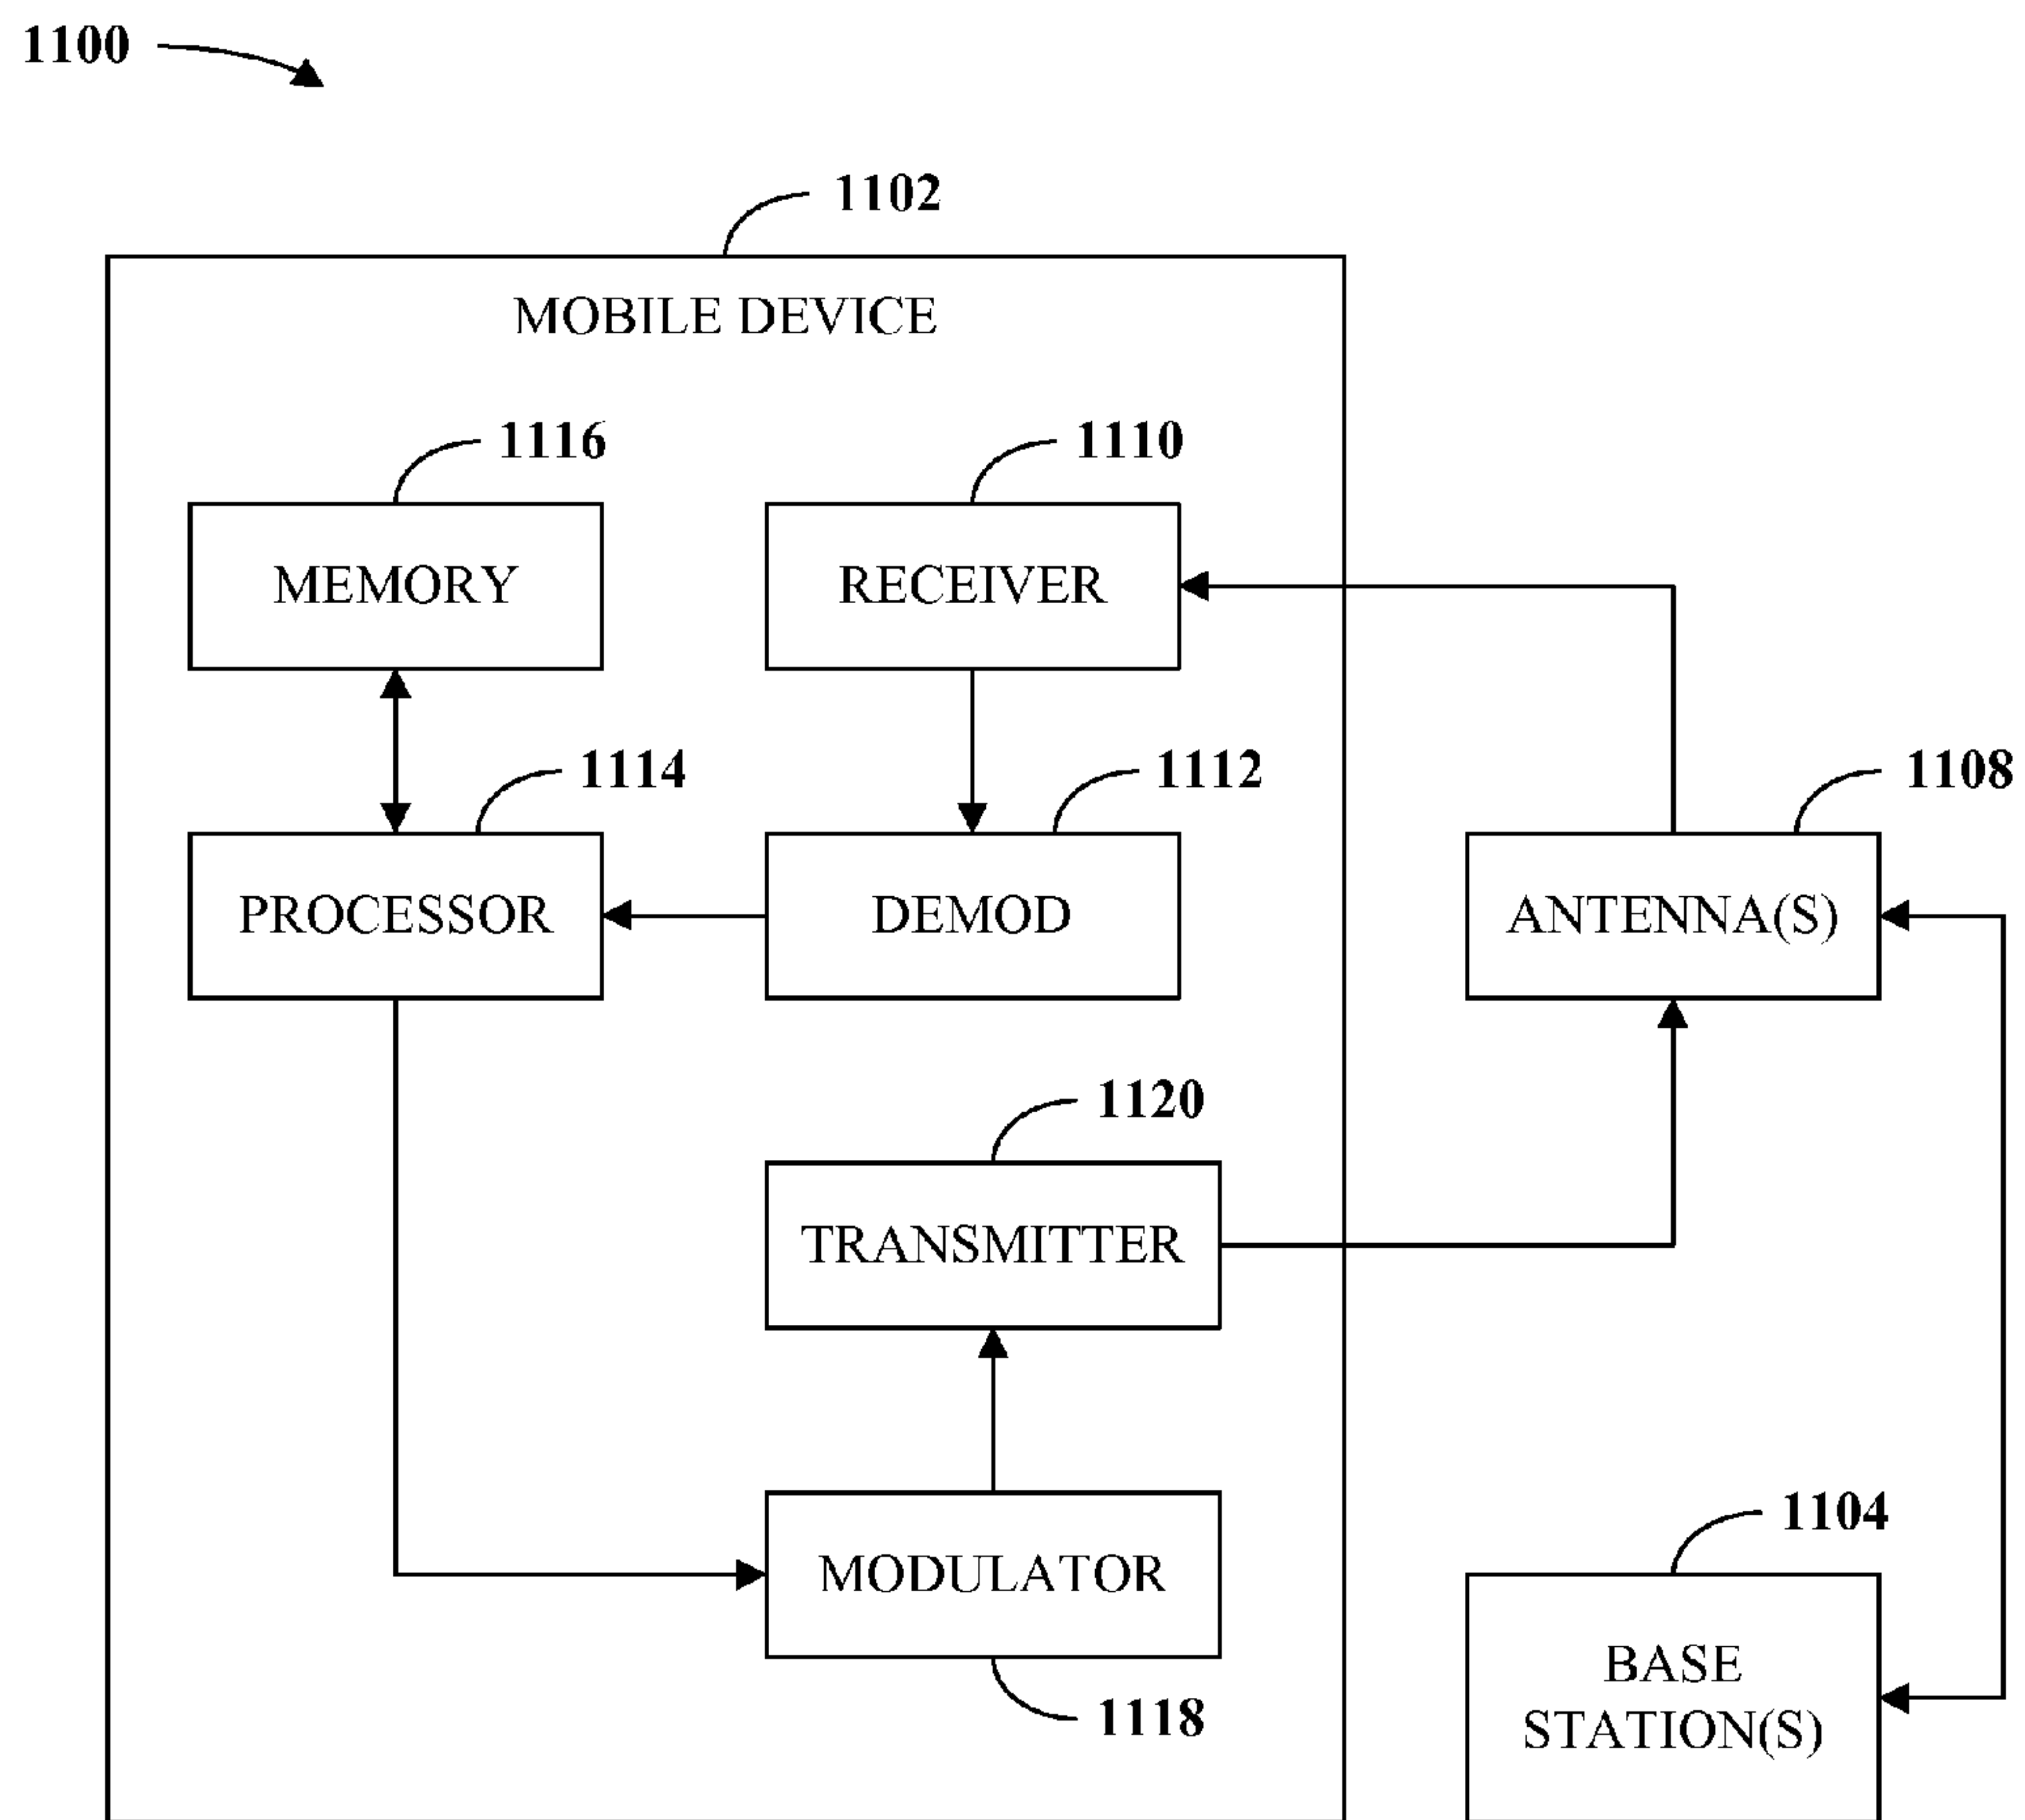 1100
1102
MOBILE DEVICE
1116
1110
MEMORY
RECEIVER
1114
1112
1108
PROCESSOR
DEMOD
ANTENNA(S)
1120
TRANSMITTER
1104
MODULATOR
BASE
STATION(S)
1118